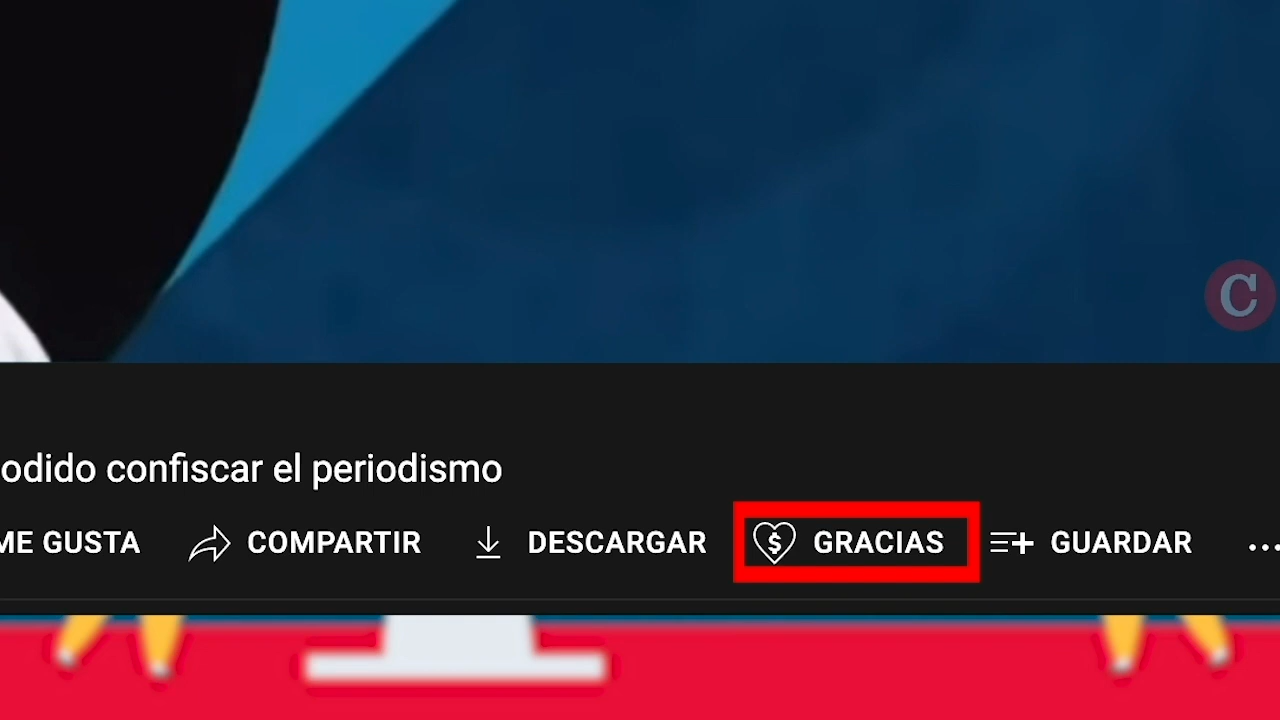 C
odido confiscar el periodismo
ME GUSTA COMPARTIR DESCARGAR $ GRACIAS GUARDAR ...